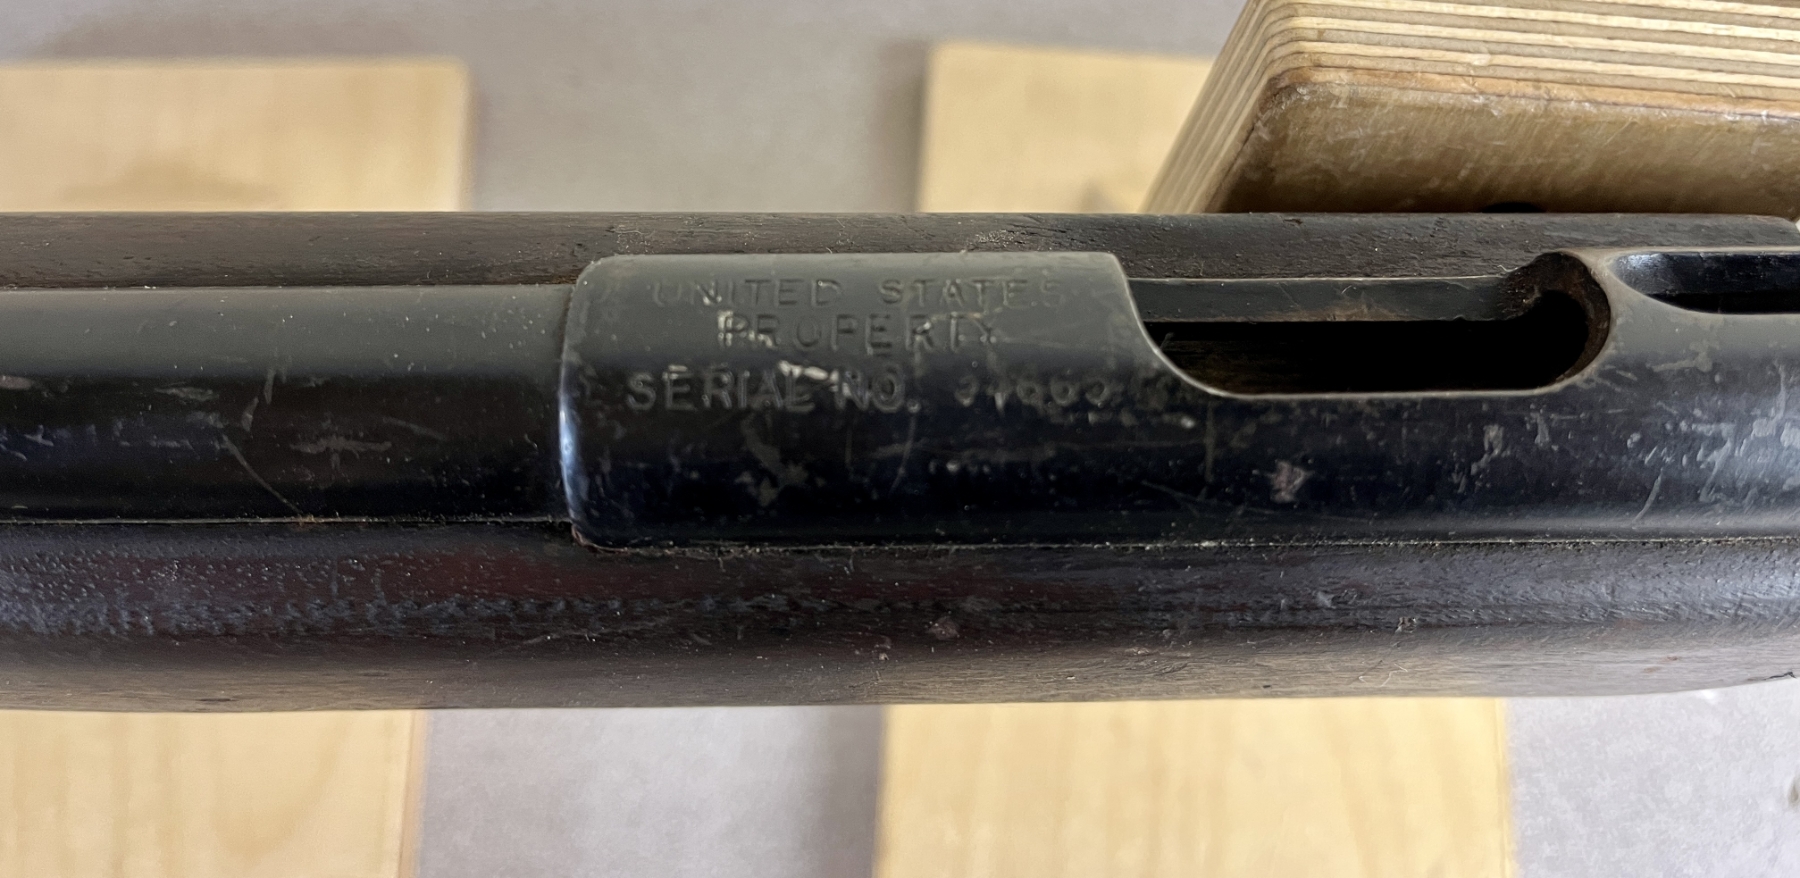 UNITED STATES
PROPERTY
SERIAL NO.